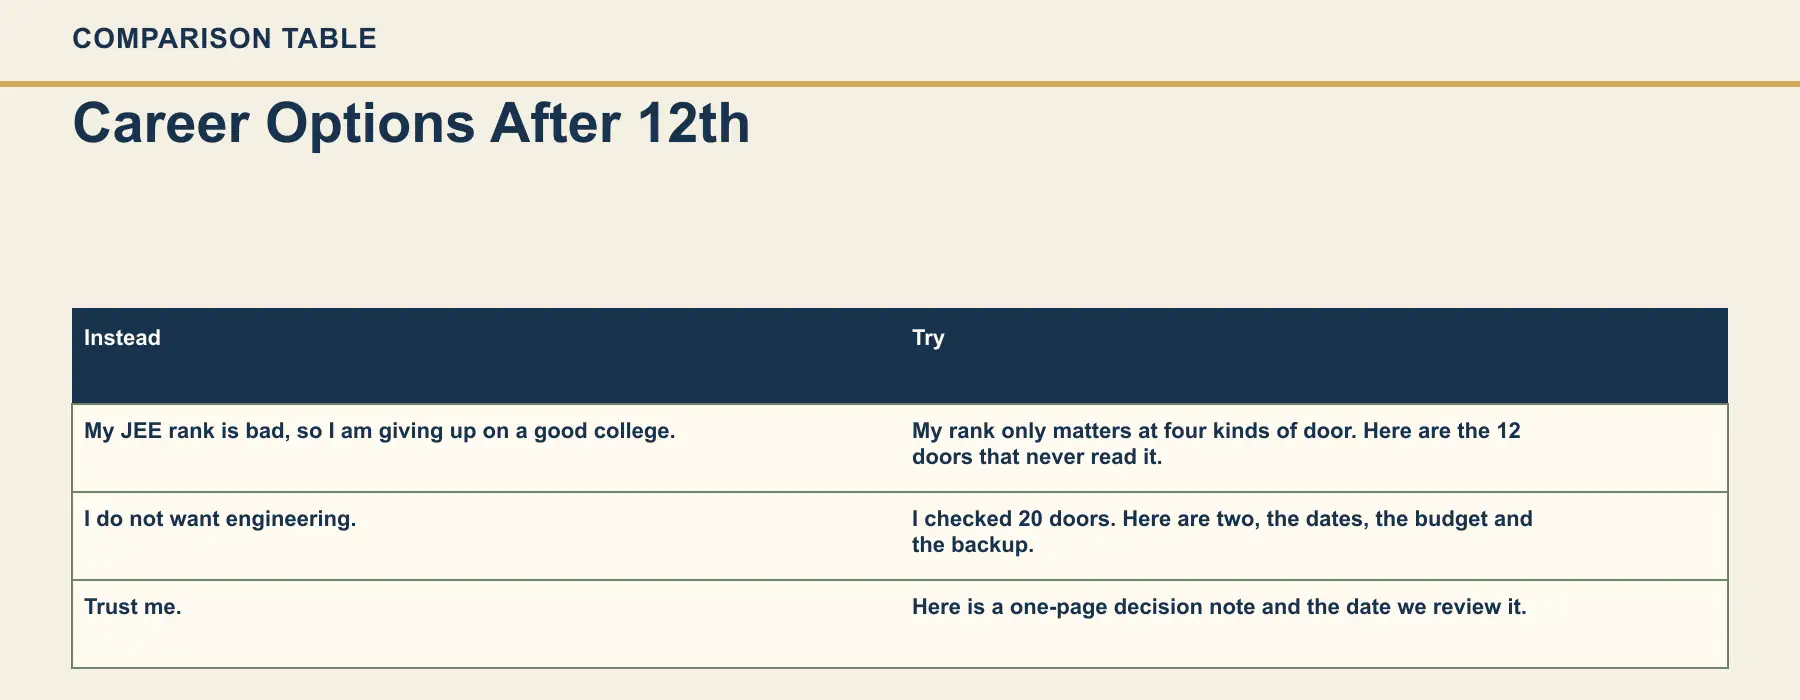 COMPARISON TABLE
Career Options After 12th
Instead
Try
My JEE rank is bad, so I am giving up on a good college.
My rank only matters at four kinds of door. Here are the 12
doors that never read it.
I do not want engineering.
I checked 20 doors. Here are two, the dates, the budget and
the backup.
Trust me.
Here is a one-page decision note and the date we review it.